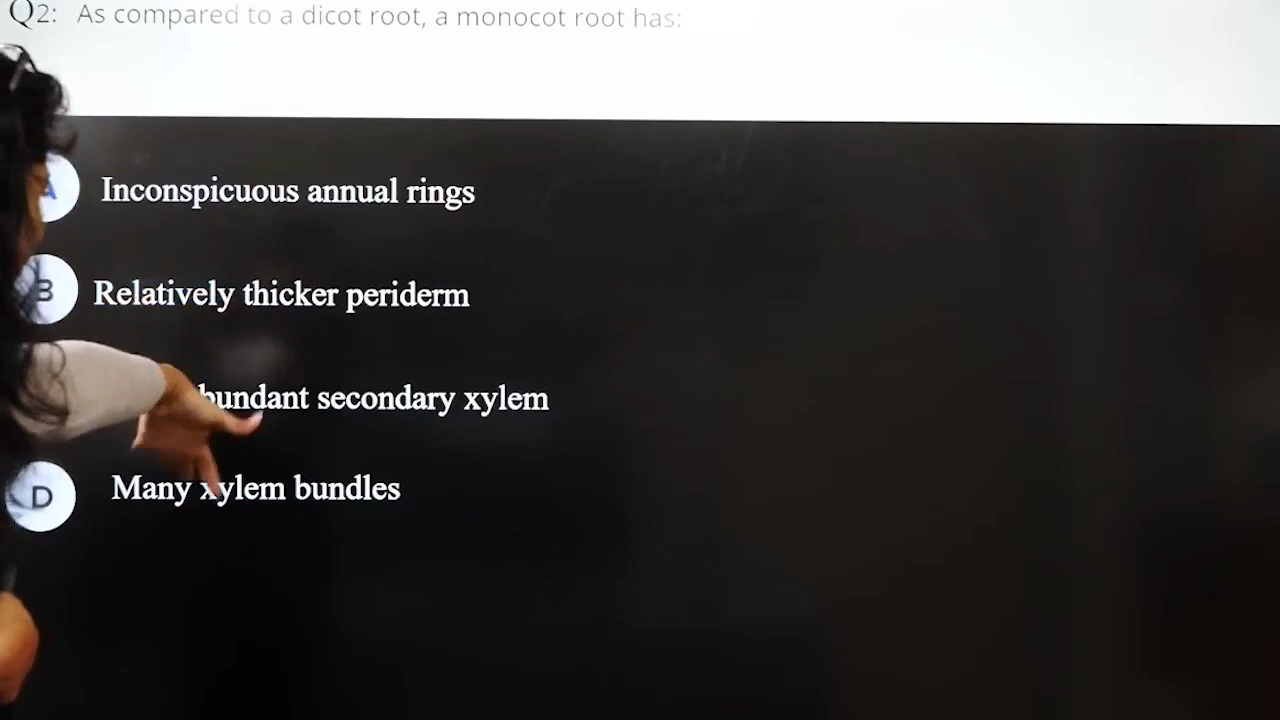 Q2: As compared to a dicot root, a monocot root has:
A Inconspicuous annual rings
B Relatively thicker periderm
secondary xylem
D Many xylem bundles